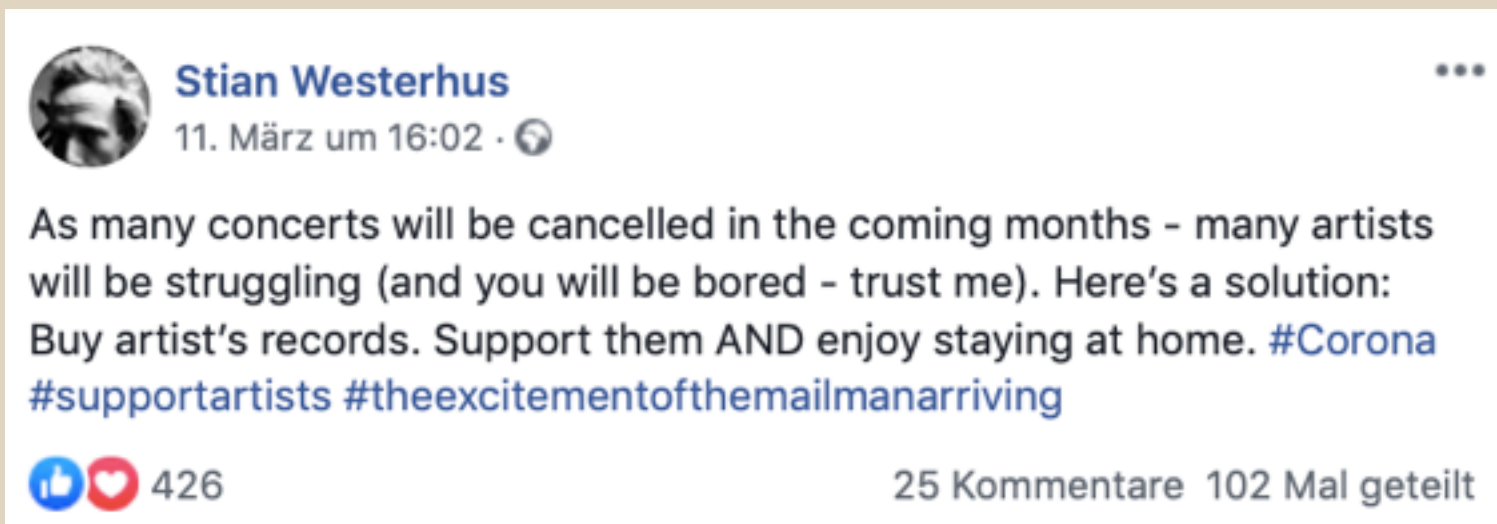 Stian Westerhus
11. März um 16:02 ·
As many concerts will be cancelled in the coming months - many artists
will be struggling (and you will be bored - trust me). Here’s a solution:
Buy artist’s records. Support them AND enjoy staying at home. #Corona
#supportartists #theexcitementofthemailmanarriving
426 25 Kommentare 102 Mal geteilt